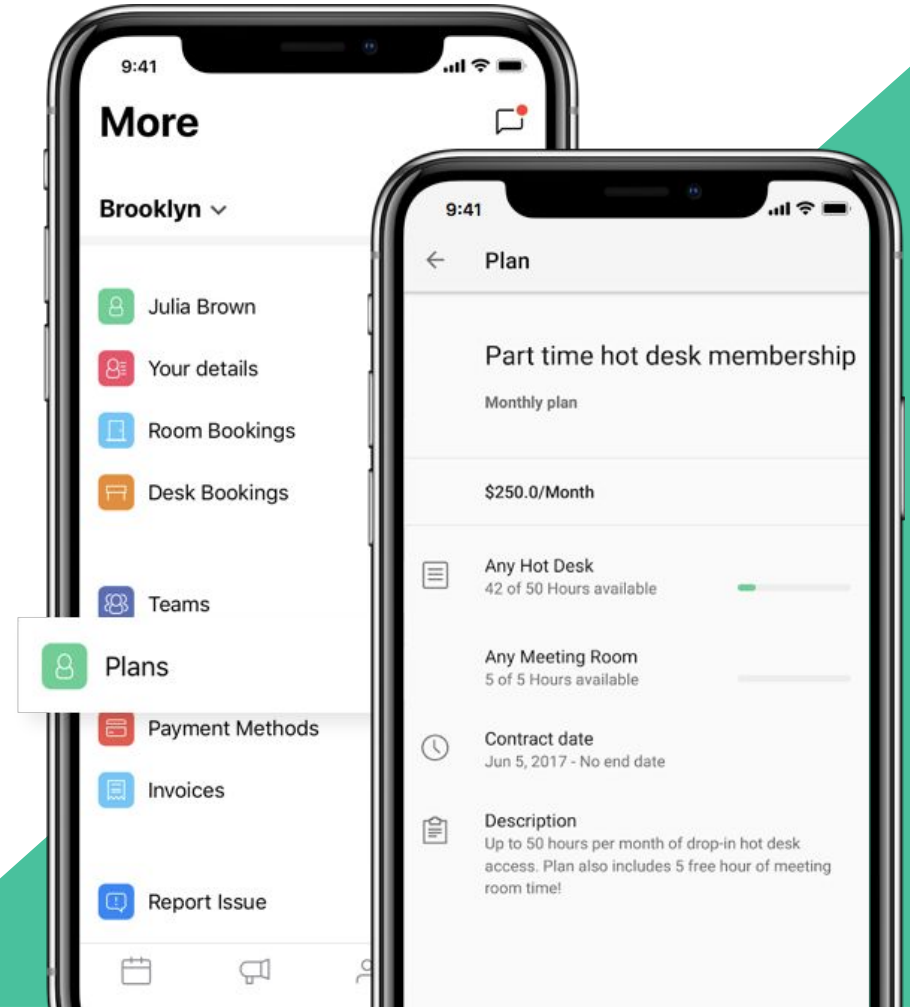 9:41
More
Brooklyn
Julia Brown
Your details
Room Bookings
Desk Bookings
Teams
Plans
Payment Methods
Invoices
Report Issue
9:41
Plan
Part time hot desk membership
Monthly plan
$250.0/Month
Any Hot Desk
42 of 50 Hours available
Any Meeting Room
5 of 5 Hours available
Contract date
Jun 5, 2017 - No end date
Description
Up to 50 hours per month of drop-in hot desk
access. Plan also includes 5 free hour of meeting
room time!